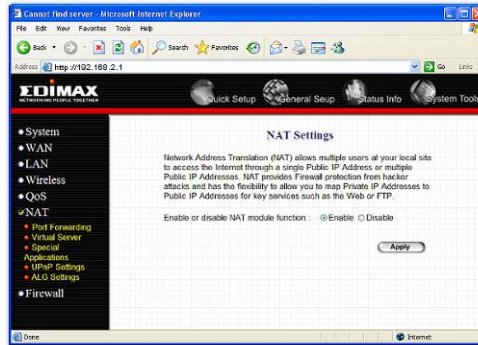 Cannot find server - Microsoft Internet Explorer
File Edit View Favorites Tools Help
Back Search Favorites
Address http://192.168.2.1 Go Links
EDIMAX
NETWORKING PEOPLE TOGETHER
Quick Setup General Seup Status Info System Tools
System
WAN
LAN
Wireless
QoS
NAT
Port Forwarding
Virtual Server
Special
Applications
UPnP Settings
ALG Settings
Firewall
NAT Settings
Network Address Translation (NAT) allows multiple users at your local site
to access the Internet through a single Public IP Address or multiple
Public IP Addresses. NAT provides Firewall protection from hacker
attacks and has the flexibility to allow you to map Private IP Addresses to
Public IP Addresses for key services such as the Web or FTP.
Enable or disable NAT module function : Enable Disable
Apply
Done Internet